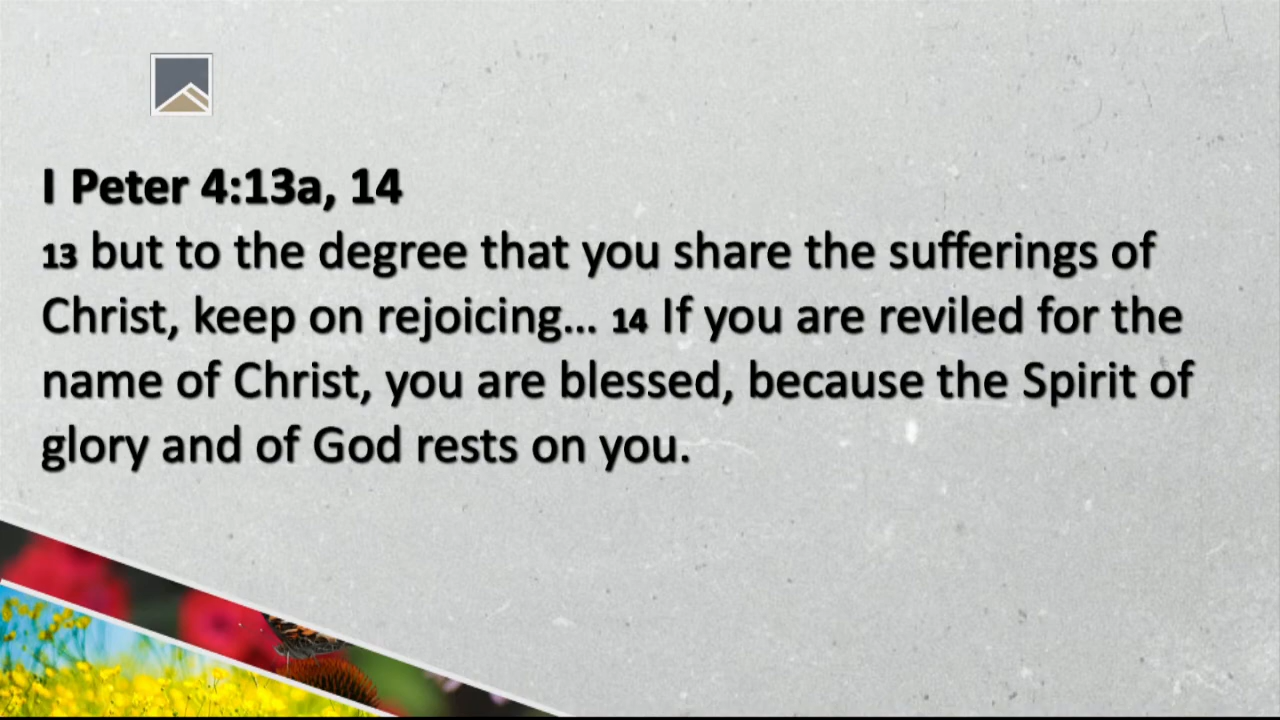 I Peter 4:13a, 14
13 but to the degree that you share the sufferings of
Christ, keep on rejoicing... 14 If you are reviled for the
name of Christ, you are blessed, because the Spirit of
glory and of God rests on you.